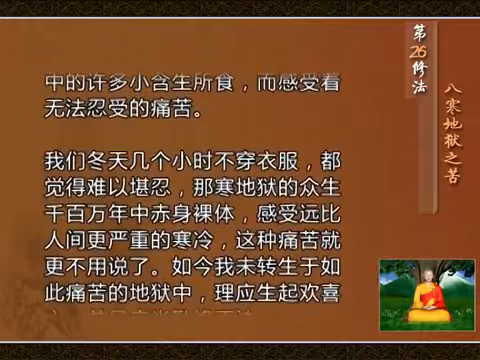 中的许多小含生所食，而感受着
无法忍受的痛苦。
我们冬天几个小时不穿衣服，都
觉得难以堪忍，那寒地狱的众生
千百万年中赤身裸体，感受远比
人间更严重的寒冷，这种痛苦就
更不用说了。如今我未转生于如
此痛苦的地狱中，理应生起欢喜
第26修法
八寒地狱之苦